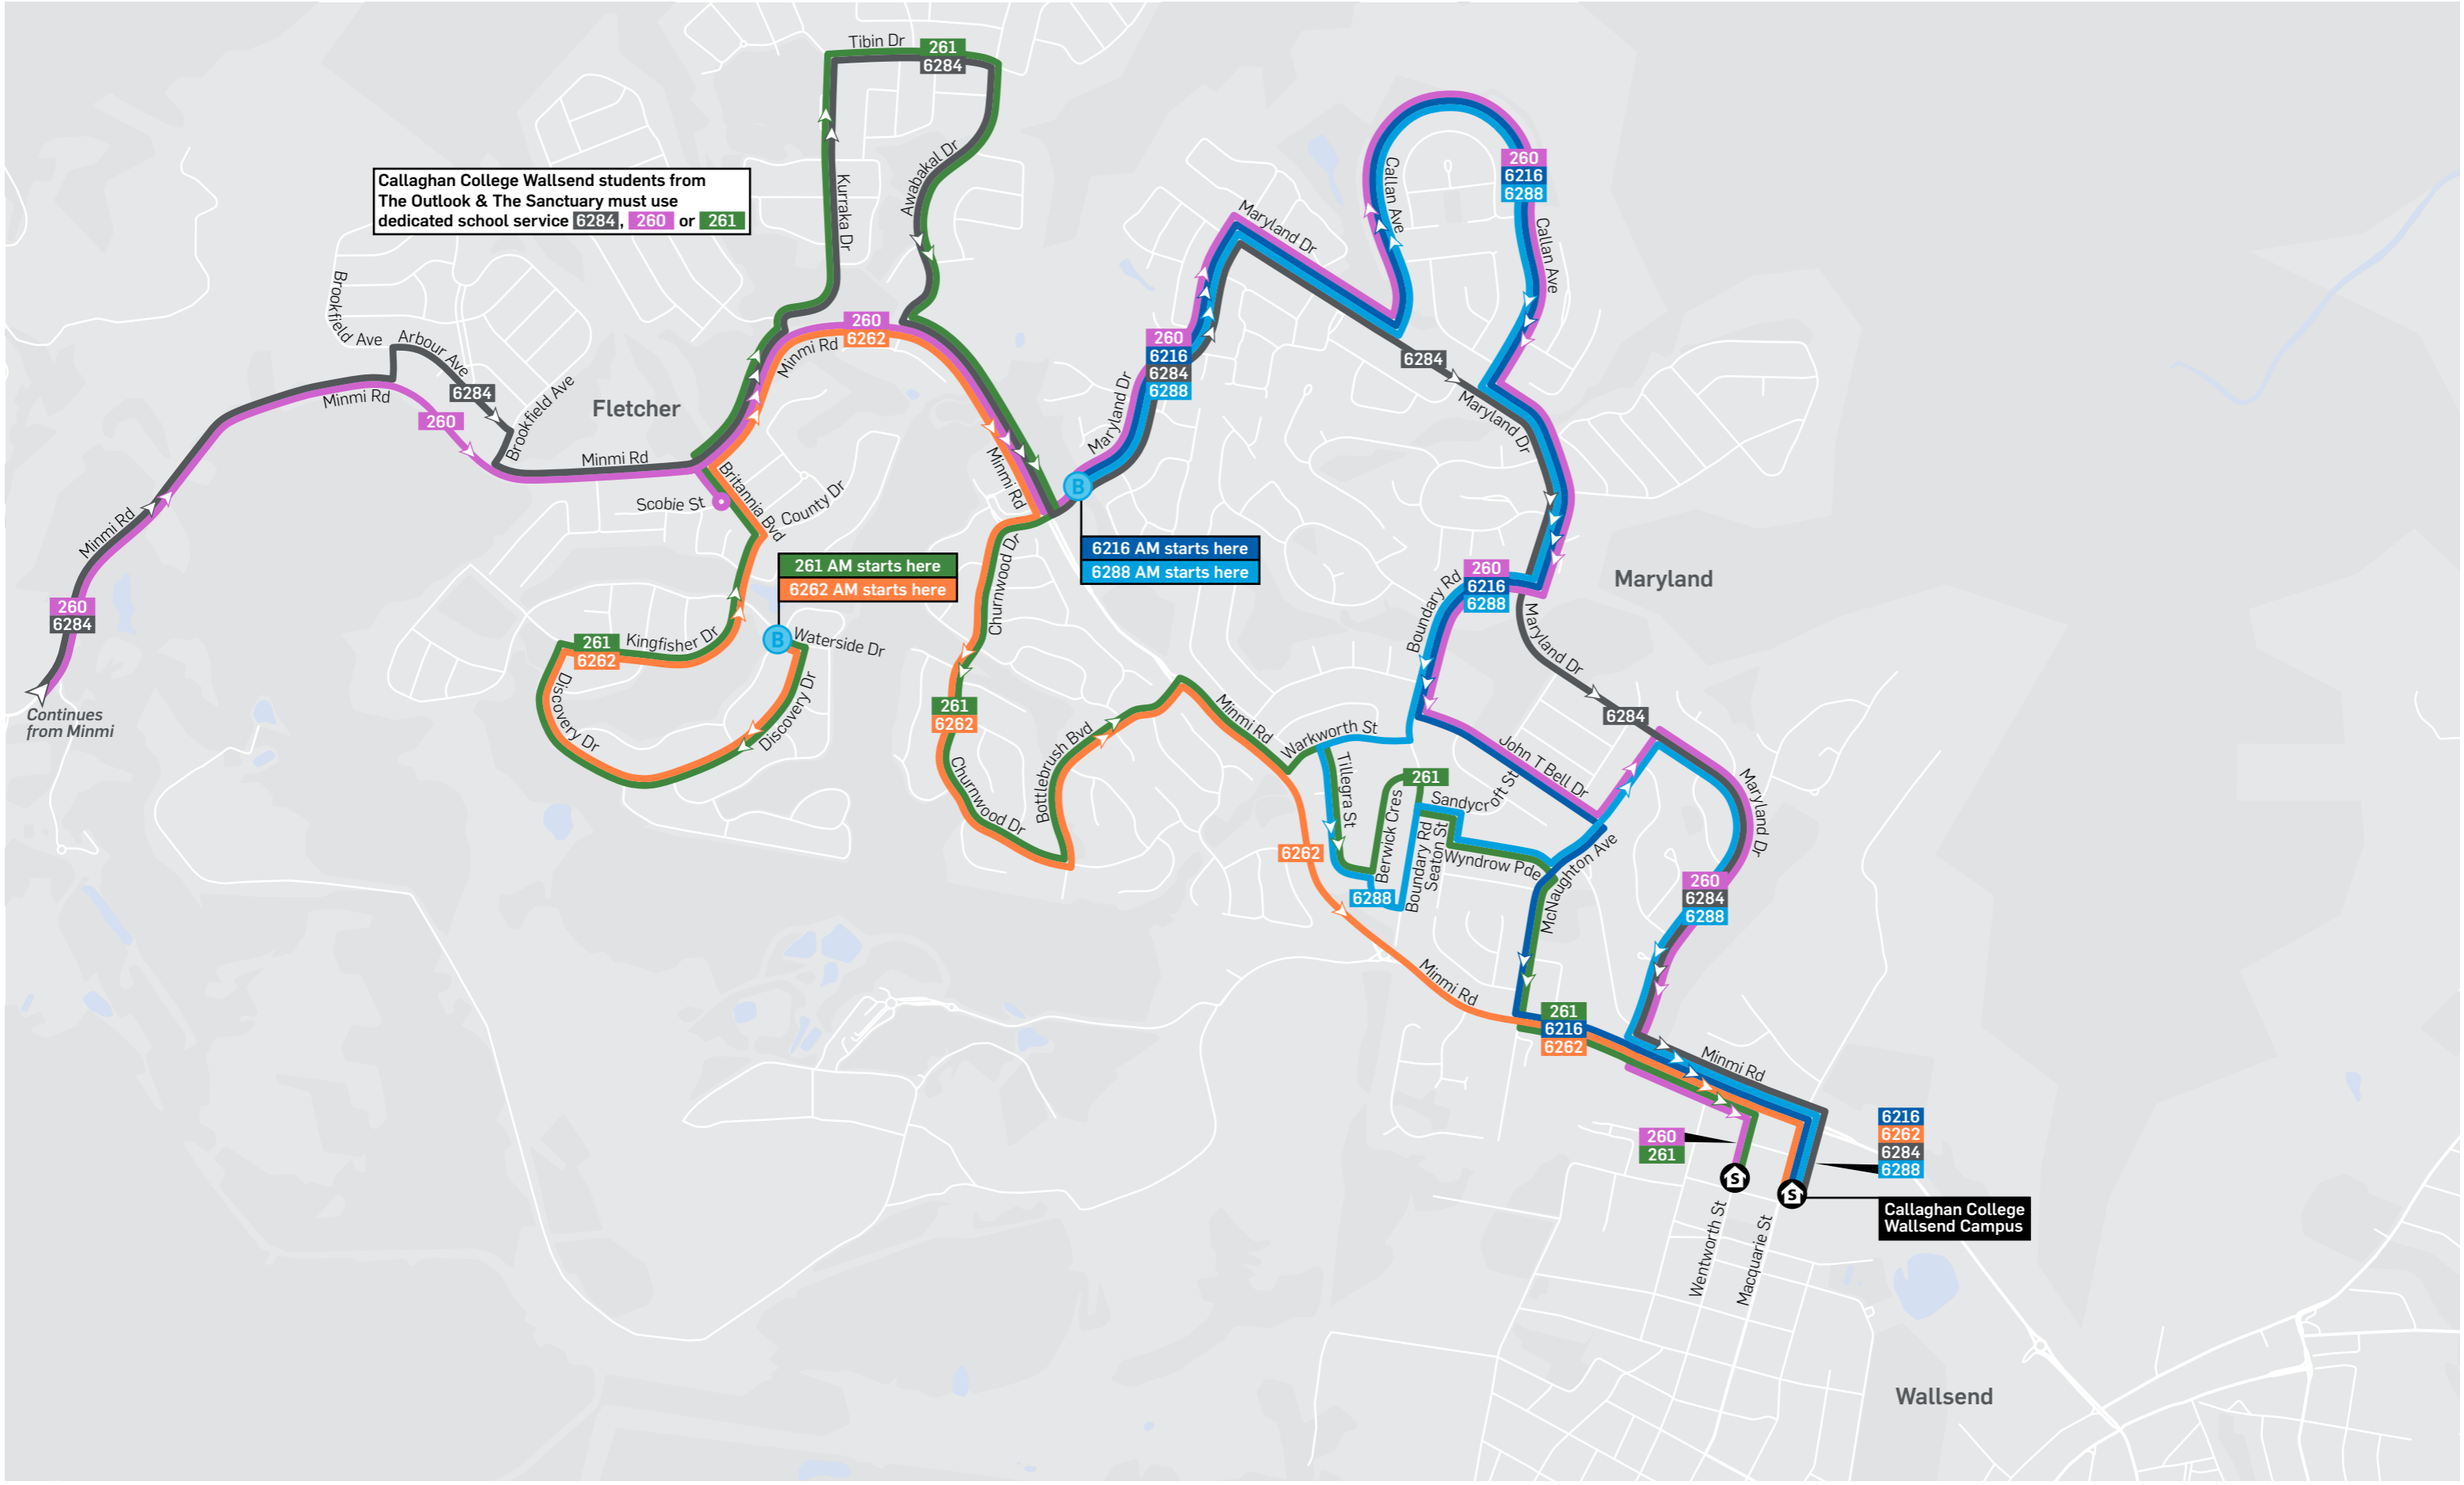 Tibin Dr
261
6284
Callaghan College Wallsend students from
The Outlook & The Sanctuary must use
dedicated school service 6284, 260 or 261
Kurraka Dr
Awabakal Dr
Maryland Dr
Callan Ave
260
6216
6288
Callan Ave
Brookfield Ave
Arbour Ave
6284
Minmi Rd
260
Brookfield Ave
Fletcher
Minmi Rd
260
6262
Minmi Rd
260
6216
6284
6288
Maryland Dr
6284
Maryland Dr
Minmi Rd
Minmi Rd
Scobie St
Britannia Bvd
County Dr
B
6216 AM starts here
6288 AM starts here
261 AM starts here
6262 AM starts here
260
6284
Continues
from Minmi
261
6262
Kingfisher Dr
B
Waterside Dr
Discovery Dr
Discovery Dr
Discovery Dr
Churnwood Dr
261
6262
Churnwood Dr
Bottlebrush Bvd
Minmi Rd
Warkworth St
Boundary Rd
260
6216
6288
Maryland
Maryland Dr
6284
John T Bell Dr
Maryland Dr
Tillegra St
261
Berwick Cres
Sandycroft St
Boundary Rd
Seaton St
Wyndrow Pde
McNaughton Ave
6262
6288
260
6284
6288
Minmi Rd
261
6216
6262
Minmi Rd
260
261
6216
6262
6284
6288
S
S
Callaghan College
Wallsend Campus
Wentworth St
Macquarie St
Wallsend